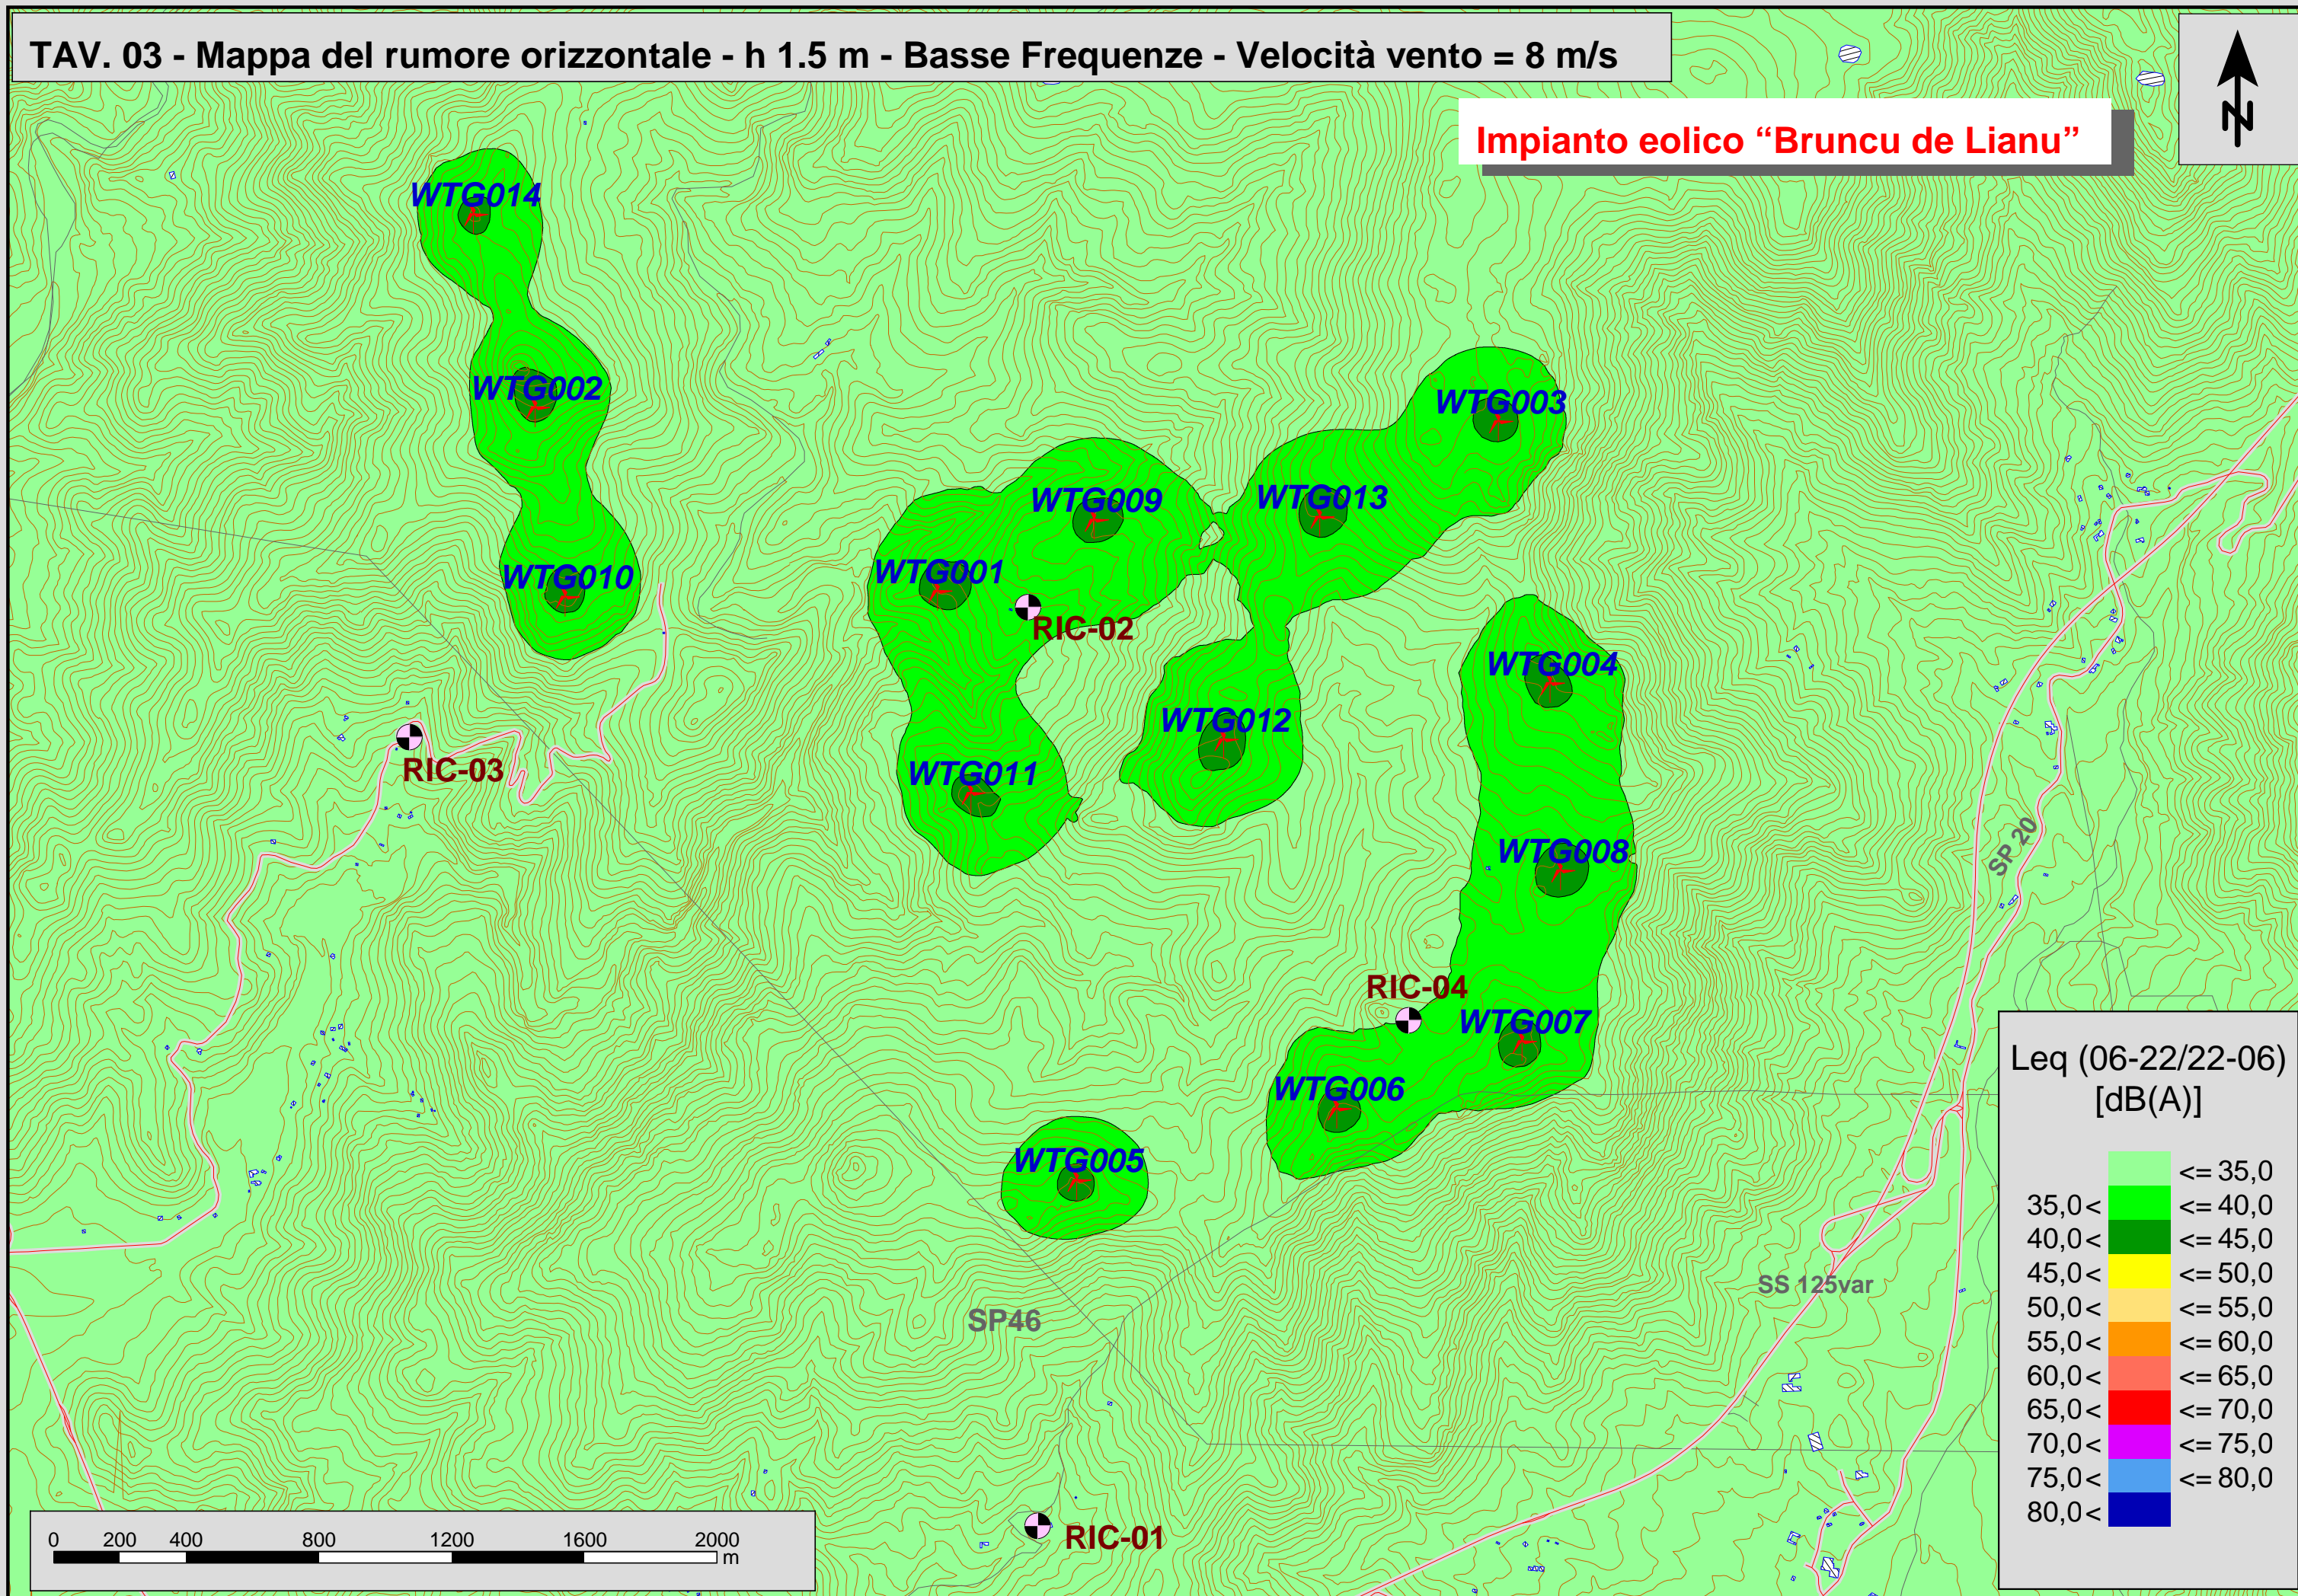 TAV. 03 - Mappa del rumore orizzontale - h 1.5 m - Basse Frequenze - Velocità vento = 8 m/s
N
Impianto eolico “Bruncu de Lianu”
WTG014
WTG002
WTG003
WTG009
WTG013
WTG001
WTG010
RIC-02
WTG004
WTG012
RIC-03
WTG011
SP 20
WTG008
RIC-04
WTG007
WTG006
WTG005
SS 125var
SP46
RIC-01
Leq (06-22/22-06)
[dB(A)]
<= 35,0
35,0 < <= 40,0
40,0 < <= 45,0
45,0 < <= 50,0
50,0 < <= 55,0
55,0 < <= 60,0
60,0 < <= 65,0
65,0 < <= 70,0
70,0 < <= 75,0
75,0 < <= 80,0
80,0 <
0 200 400 800 1200 1600 2000
m